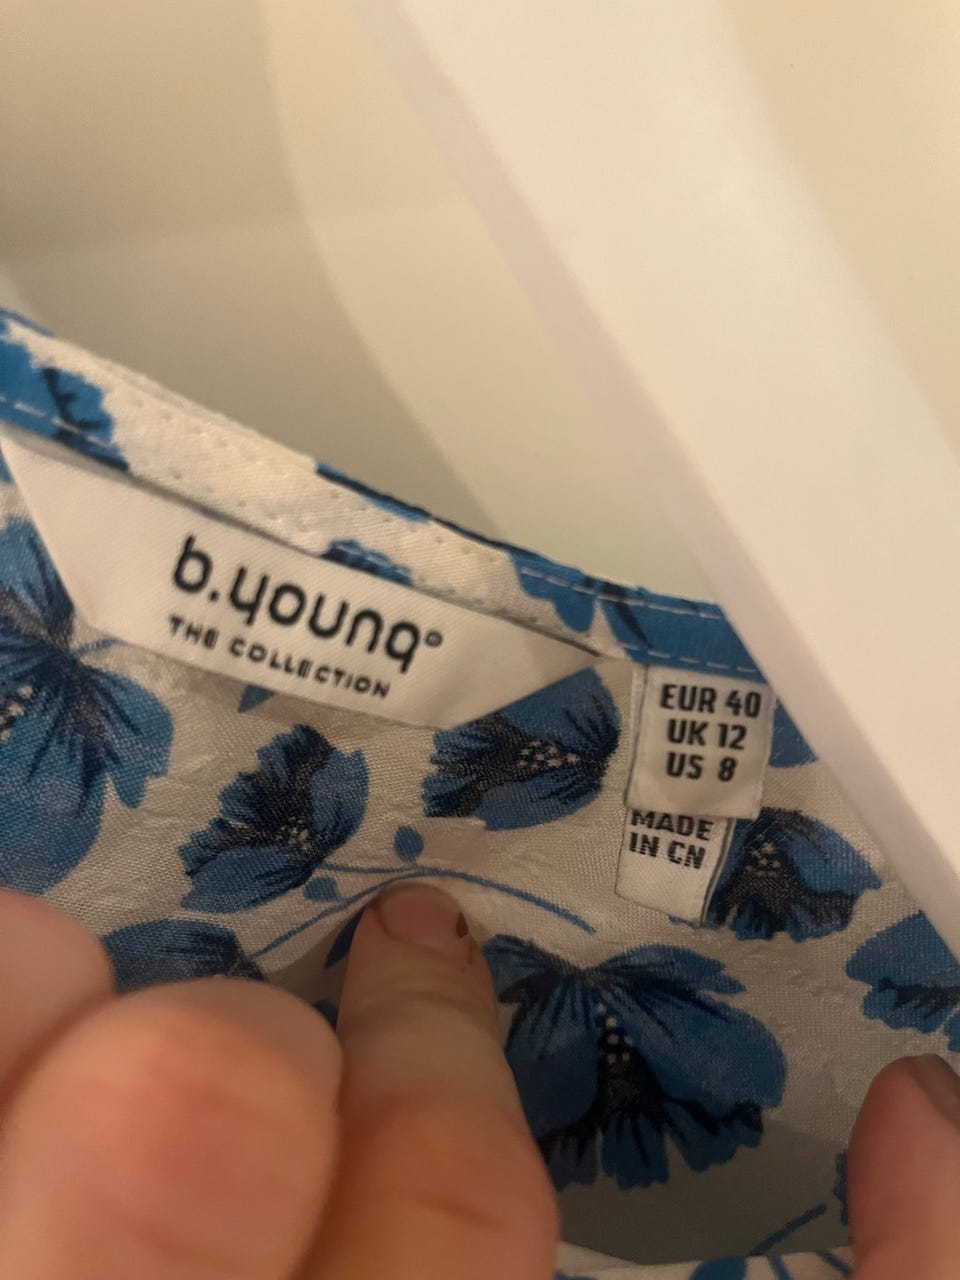 b.young®
THE COLLECTION
EUR 40
UK 12
US 8
MADE
IN CN